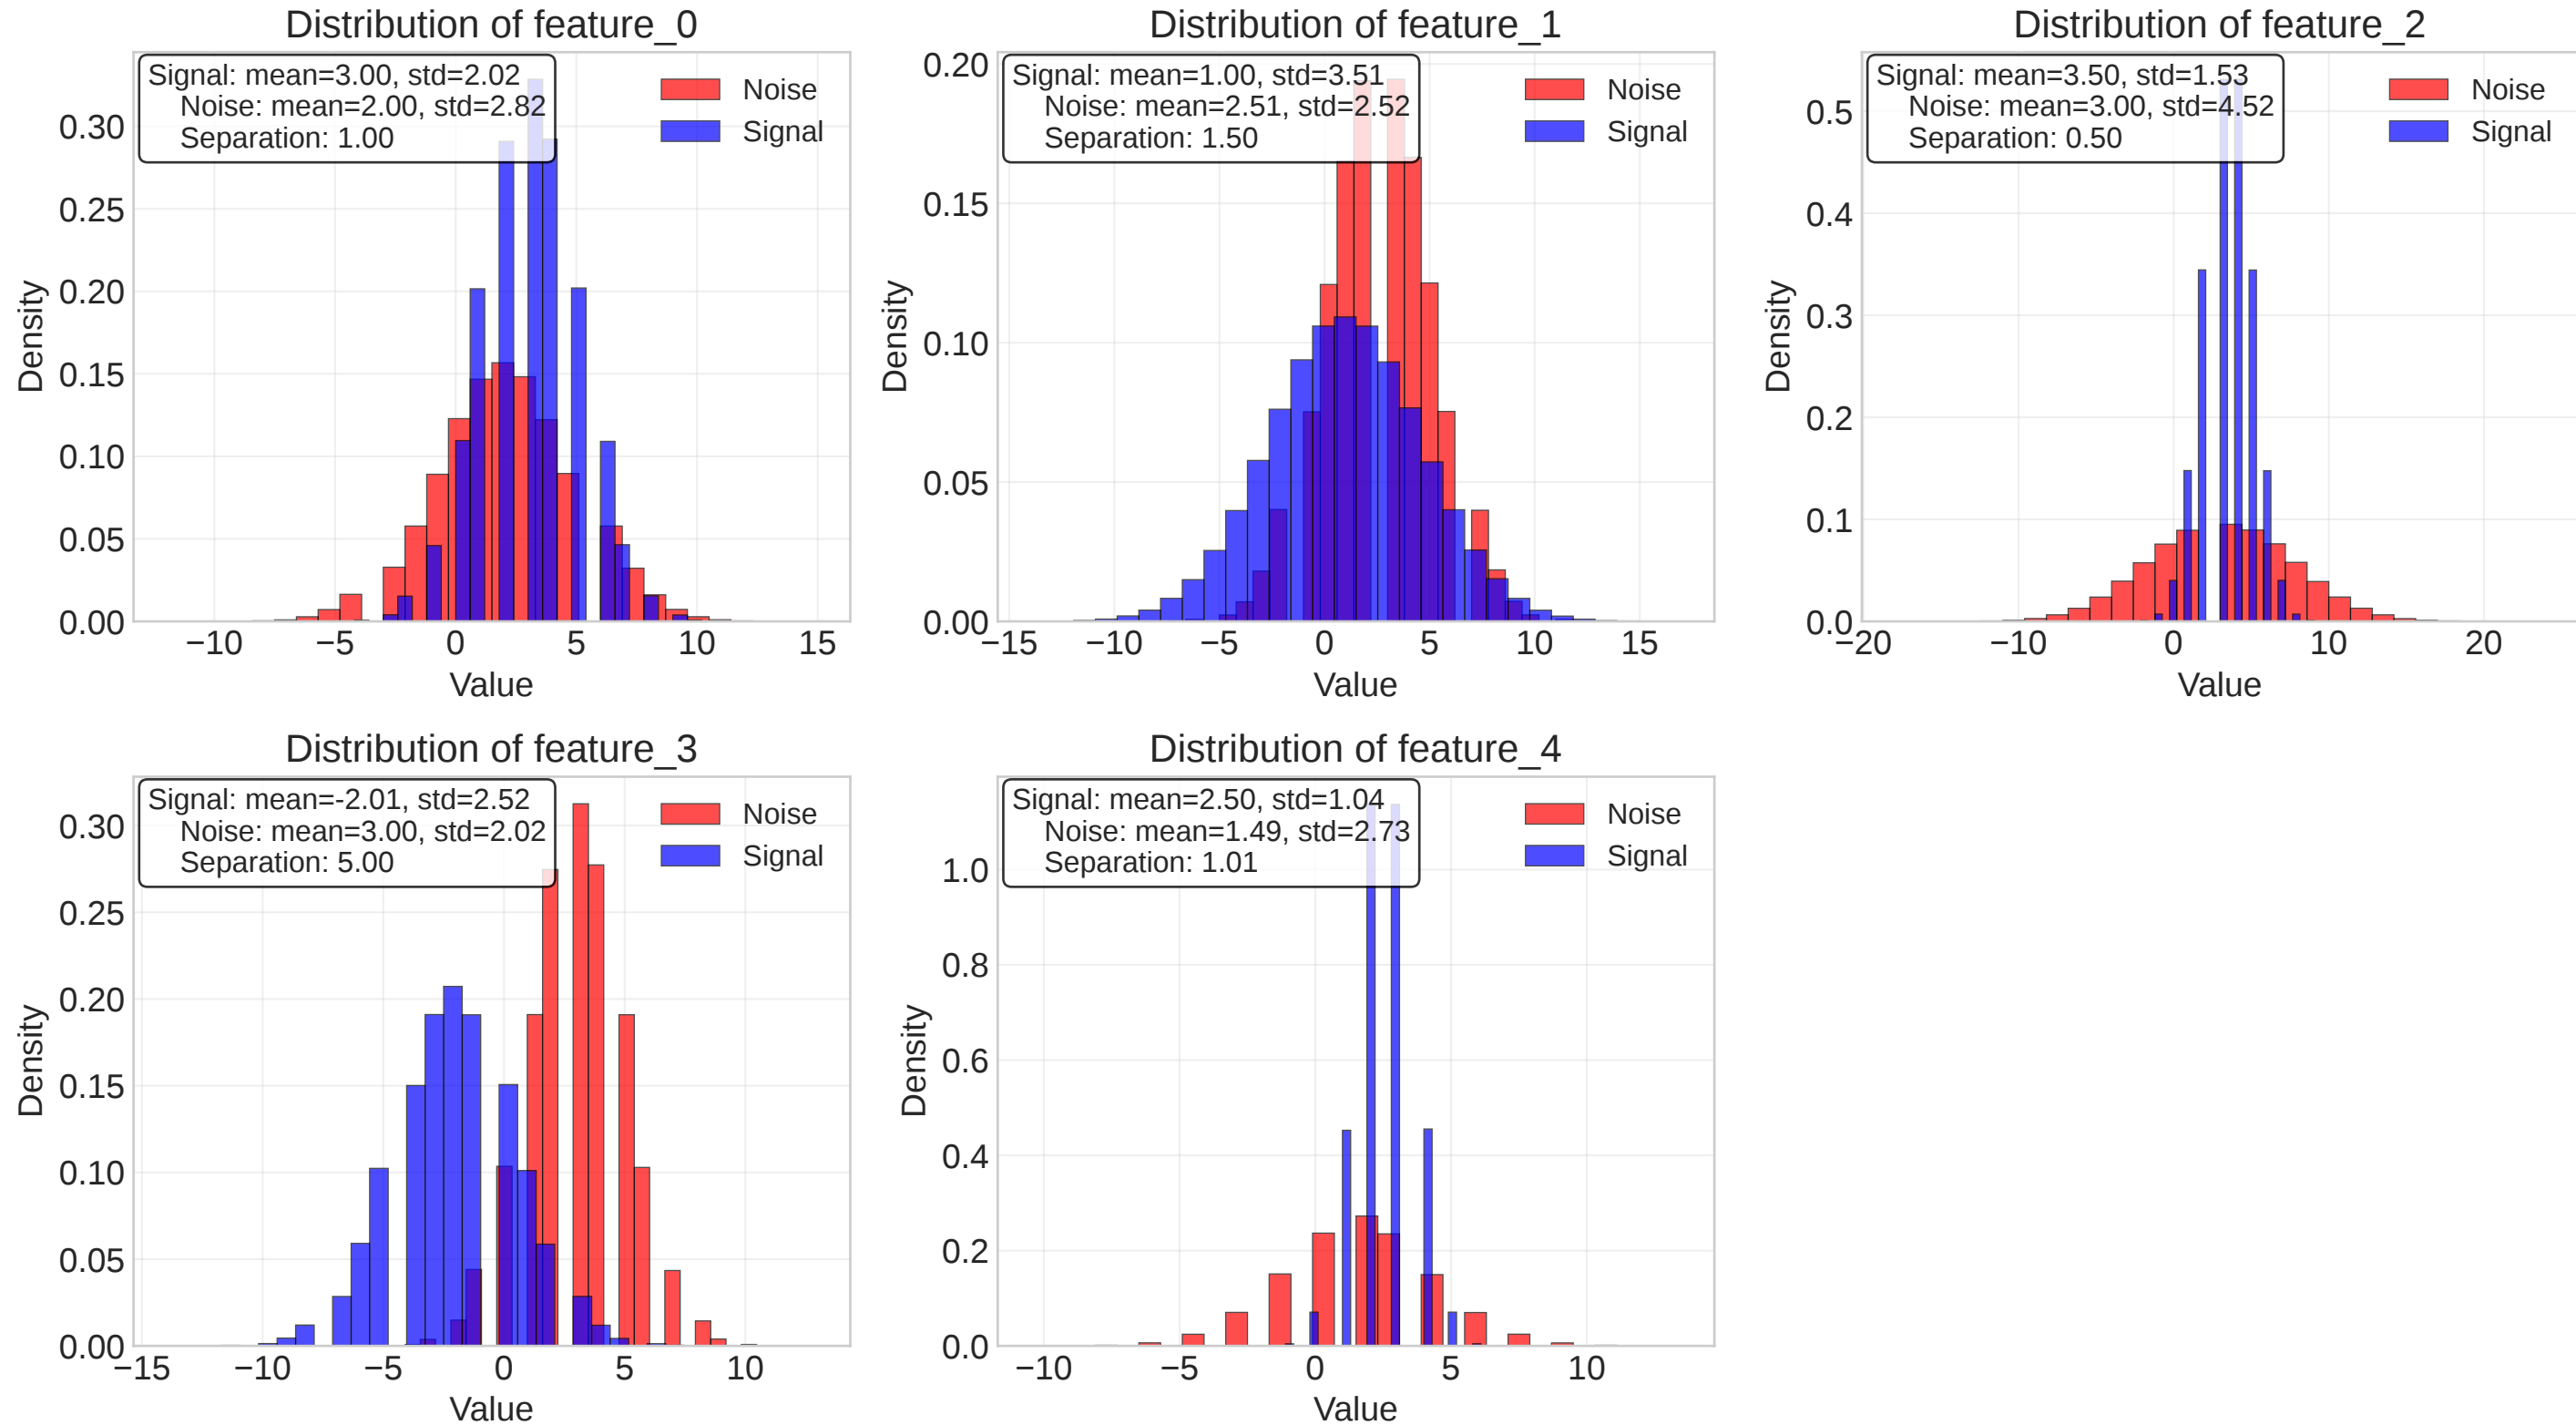 Distribution of feature_0
Signal: mean=3.00, std=2.02
Noise: mean=2.00, std=2.82
Separation: 1.00
Noise
Signal
0.30
0.25
0.20
0.15
0.10
0.05
0.00
Density
−10 −5 0 5 10 15
Value
Distribution of feature_1
Signal: mean=1.00, std=3.51
Noise: mean=2.51, std=2.52
Separation: 1.50
Noise
Signal
0.20
0.15
0.10
0.05
0.00
Density
−15 −10 −5 0 5 10 15
Value
Distribution of feature_2
Signal: mean=3.50, std=1.53
Noise: mean=3.00, std=4.52
Separation: 0.50
Noise
Signal
0.5
0.4
0.3
0.2
0.1
0.0
Density
−20 −10 0 10 20
Value
Distribution of feature_3
Signal: mean=-2.01, std=2.52
Noise: mean=3.00, std=2.02
Separation: 5.00
Noise
Signal
0.30
0.25
0.20
0.15
0.10
0.05
0.00
Density
−15 −10 −5 0 5 10
Value
Distribution of feature_4
Signal: mean=2.50, std=1.04
Noise: mean=1.49, std=2.73
Separation: 1.01
Noise
Signal
1.0
0.8
0.6
0.4
0.2
0.0
Density
−10 −5 0 5 10
Value